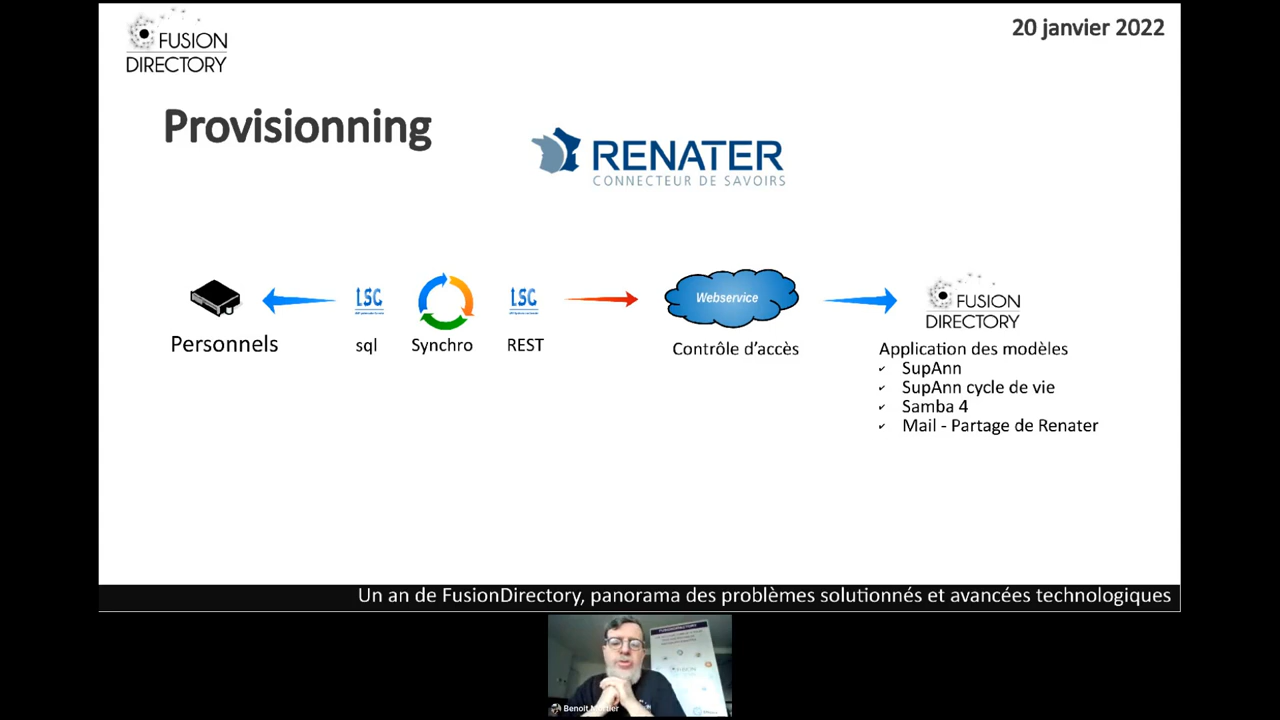 FUSION
DIRECTORY
20 janvier 2022
Provisionning
RENATER
CONNECTEUR DE SAVOIRS
LSC
LSC
Webservice
FUSION
DIRECTORY
Personnels
sql
Synchro
REST
Contrôle d'accès
Application des modèles
✓ SupAnn
✓ SupAnn cycle de vie
✓ Samba 4
✓ Mail - Partage de Renater
Un an de FusionDirectory, panorama des problèmes solutionnés et avancées technologiques
FUSION
Benoit